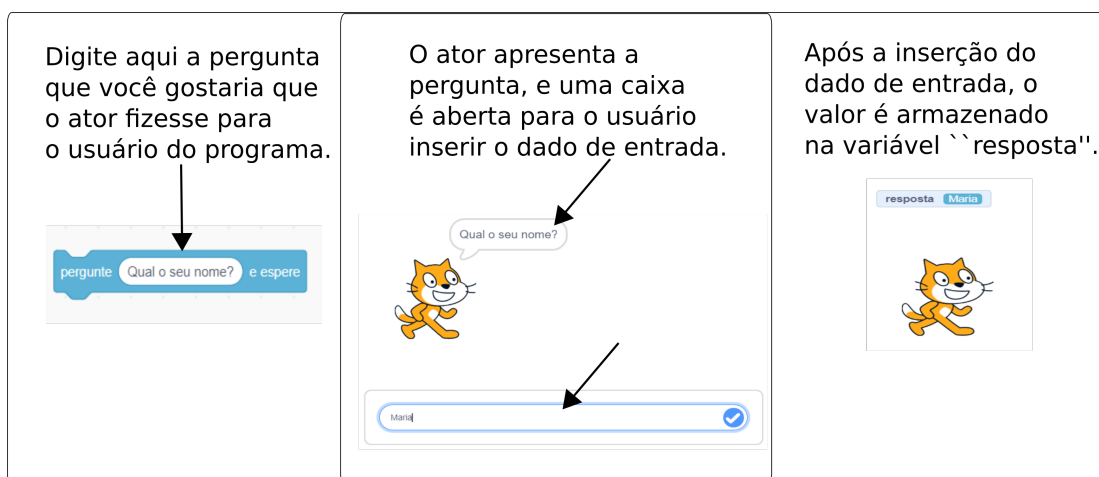 Digite aqui a pergunta
que você gostaria que
o ator fizesse para
o usuário do programa.
pergunte Qual o seu nome? e espere
O ator apresenta a
pergunta, e uma caixa
é aberta para o usuário
inserir o dado de entrada.
Qual o seu nome?
Maria
Após a inserção do
dado de entrada, o
valor é armazenado
na variável ``resposta''.
resposta Maria